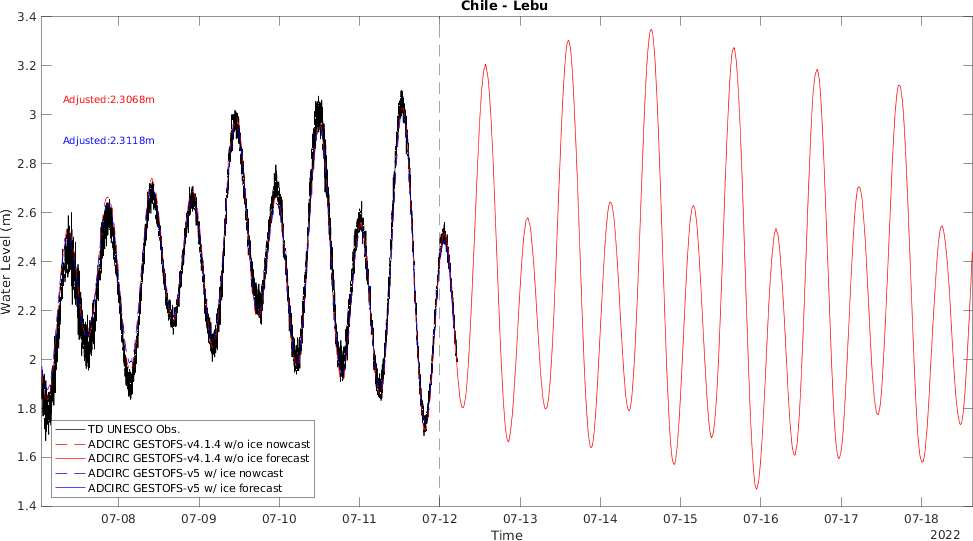 Chile - Lebu
3.4
3.2
3
2.8
2.6
2.4
2.2
2
1.8
1.6
1.4
Water Level (m)
Adjusted:2.3068m
Adjusted:2.3118m
TD UNESCO Obs.
ADCIRC GESTOFS-v4.1.4 w/o ice nowcast
ADCIRC GESTOFS-v4.1.4 w/o ice forecast
ADCIRC GESTOFS-v5 w/ ice nowcast
ADCIRC GESTOFS-v5 w/ ice forecast
07-08 07-09 07-10 07-11 07-12 07-13 07-14 07-15 07-16 07-17 07-18
Time
2022